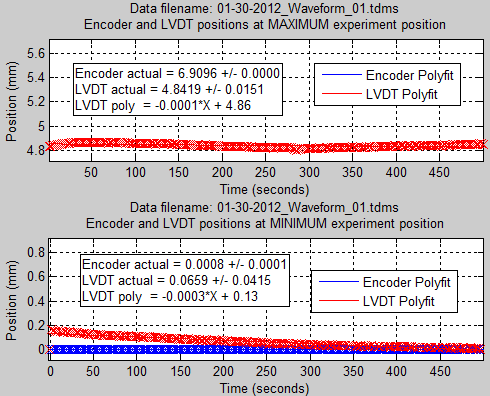 Data filename: 01-30-2012_Waveform_01.tdms
Encoder and LVDT positions at MAXIMUM experiment position
5.6
5.4
5.2
5
4.8
Position (mm)
Encoder actual = 6.9096 +/- 0.0000
LVDT actual = 4.8419 +/- 0.0151
LVDT poly = -0.0001*X + 4.86
Encoder Polyfit
LVDT Polyfit
50 100 150 200 250 300 350 400 450
Time (seconds)
Data filename: 01-30-2012_Waveform_01.tdms
Encoder and LVDT positions at MINIMUM experiment position
0.8
0.6
0.4
0.2
0
Position (mm)
Encoder actual = 0.0008 +/- 0.0001
LVDT actual = 0.0659 +/- 0.0415
LVDT poly = -0.0003*X + 0.13
Encoder Polyfit
LVDT Polyfit
0 50 100 150 200 250 300 350 400 450
Time (seconds)